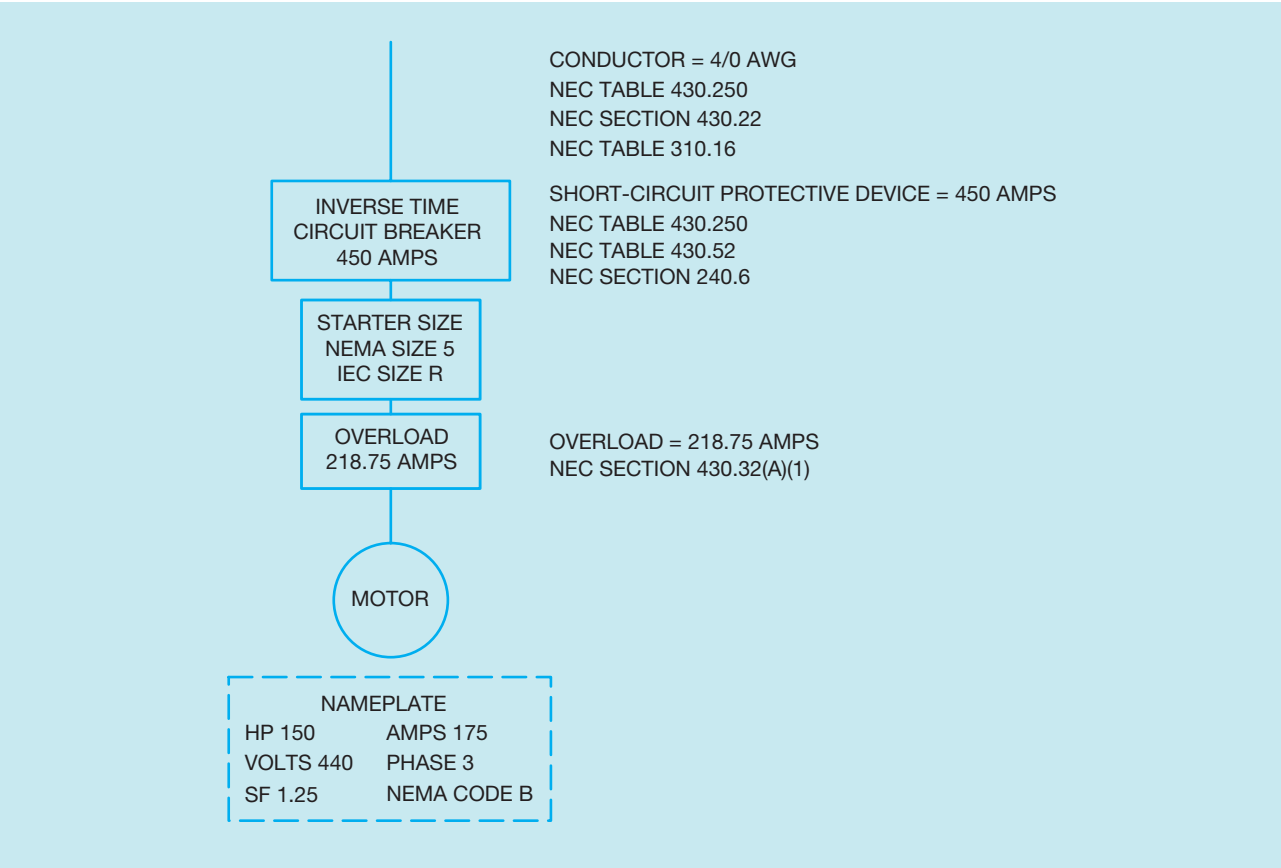 CONDUCTOR = 4/0 AWG
NEC TABLE 430.250
NEC SECTION 430.22
NEC TABLE 310.16
INVERSE TIME
CIRCUIT BREAKER
450 AMPS
SHORT-CIRCUIT PROTECTIVE DEVICE = 450 AMPS
NEC TABLE 430.250
NEC TABLE 430.52
NEC SECTION 240.6
STARTER SIZE
NEMA SIZE 5
IEC SIZE R
OVERLOAD
218.75 AMPS
OVERLOAD = 218.75 AMPS
NEC SECTION 430.32(A)(1)
MOTOR
NAMEPLATE
HP 150 AMPS 175
VOLTS 440 PHASE 3
SF 1.25 NEMA CODE B